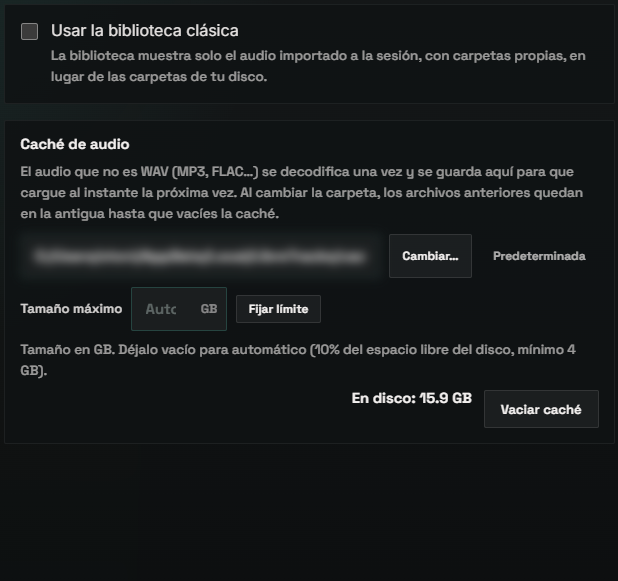 Usar la biblioteca clásica
La biblioteca muestra solo el audio importado a la sesión, con carpetas propias, en
lugar de las carpetas de tu disco.
Caché de audio
El audio que no es WAV (MP3, FLAC...) se decodifica una vez y se guarda aquí para que
cargue al instante la próxima vez. Al cambiar la carpeta, los archivos anteriores quedan
en la antigua hasta que vacíes la caché.
Cambiar... Predeterminada
Tamaño máximo GB Fijar límite
Tamaño en GB. Déjalo vacío para automático (10% del espacio libre del disco, mínimo 4
GB).
En disco: 15.9 GB Vaciar caché